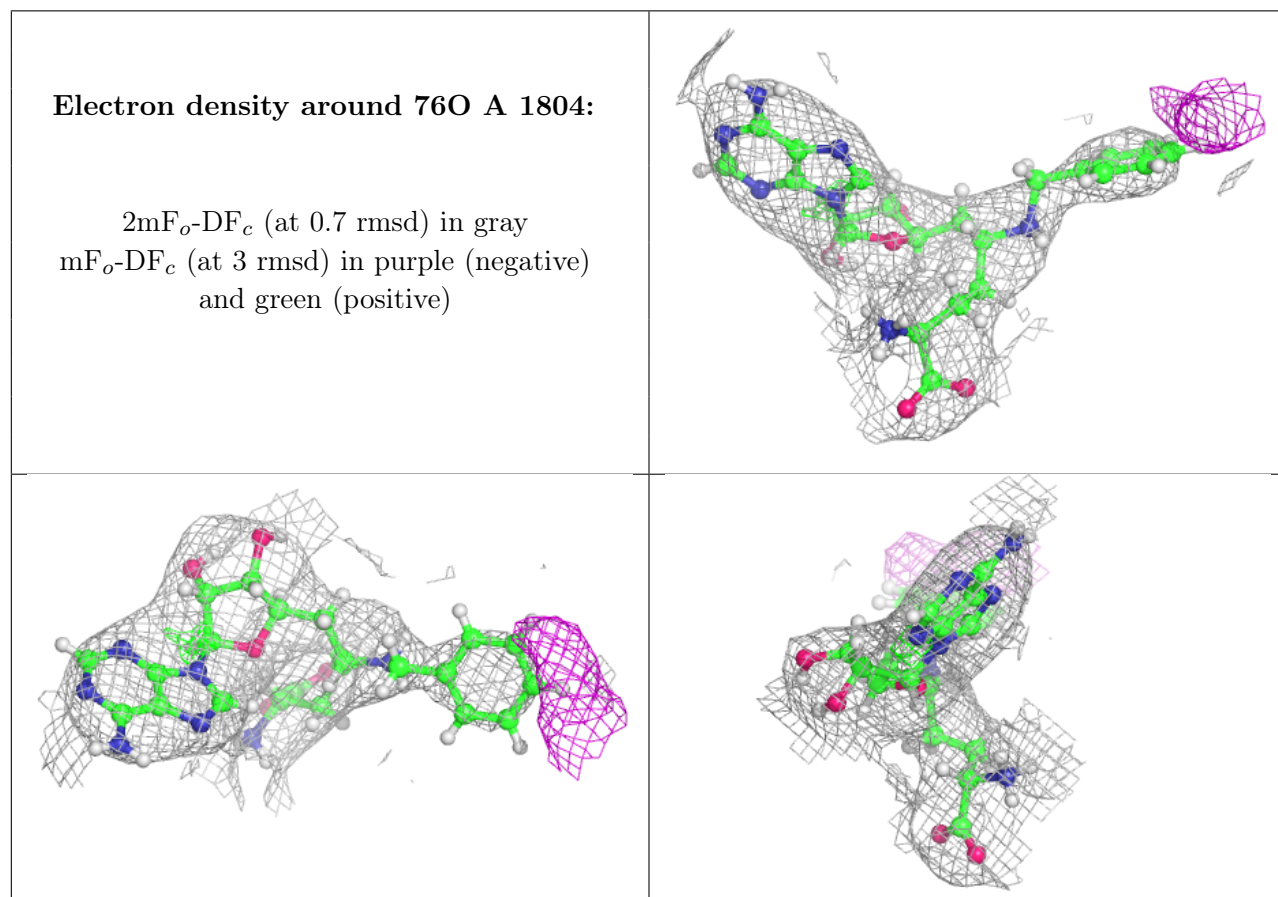 Electron density around 76O A 1804:
2mFo-DFc (at 0.7 rmsd) in gray
mFo-DFc (at 3 rmsd) in purple (negative)
and green (positive)